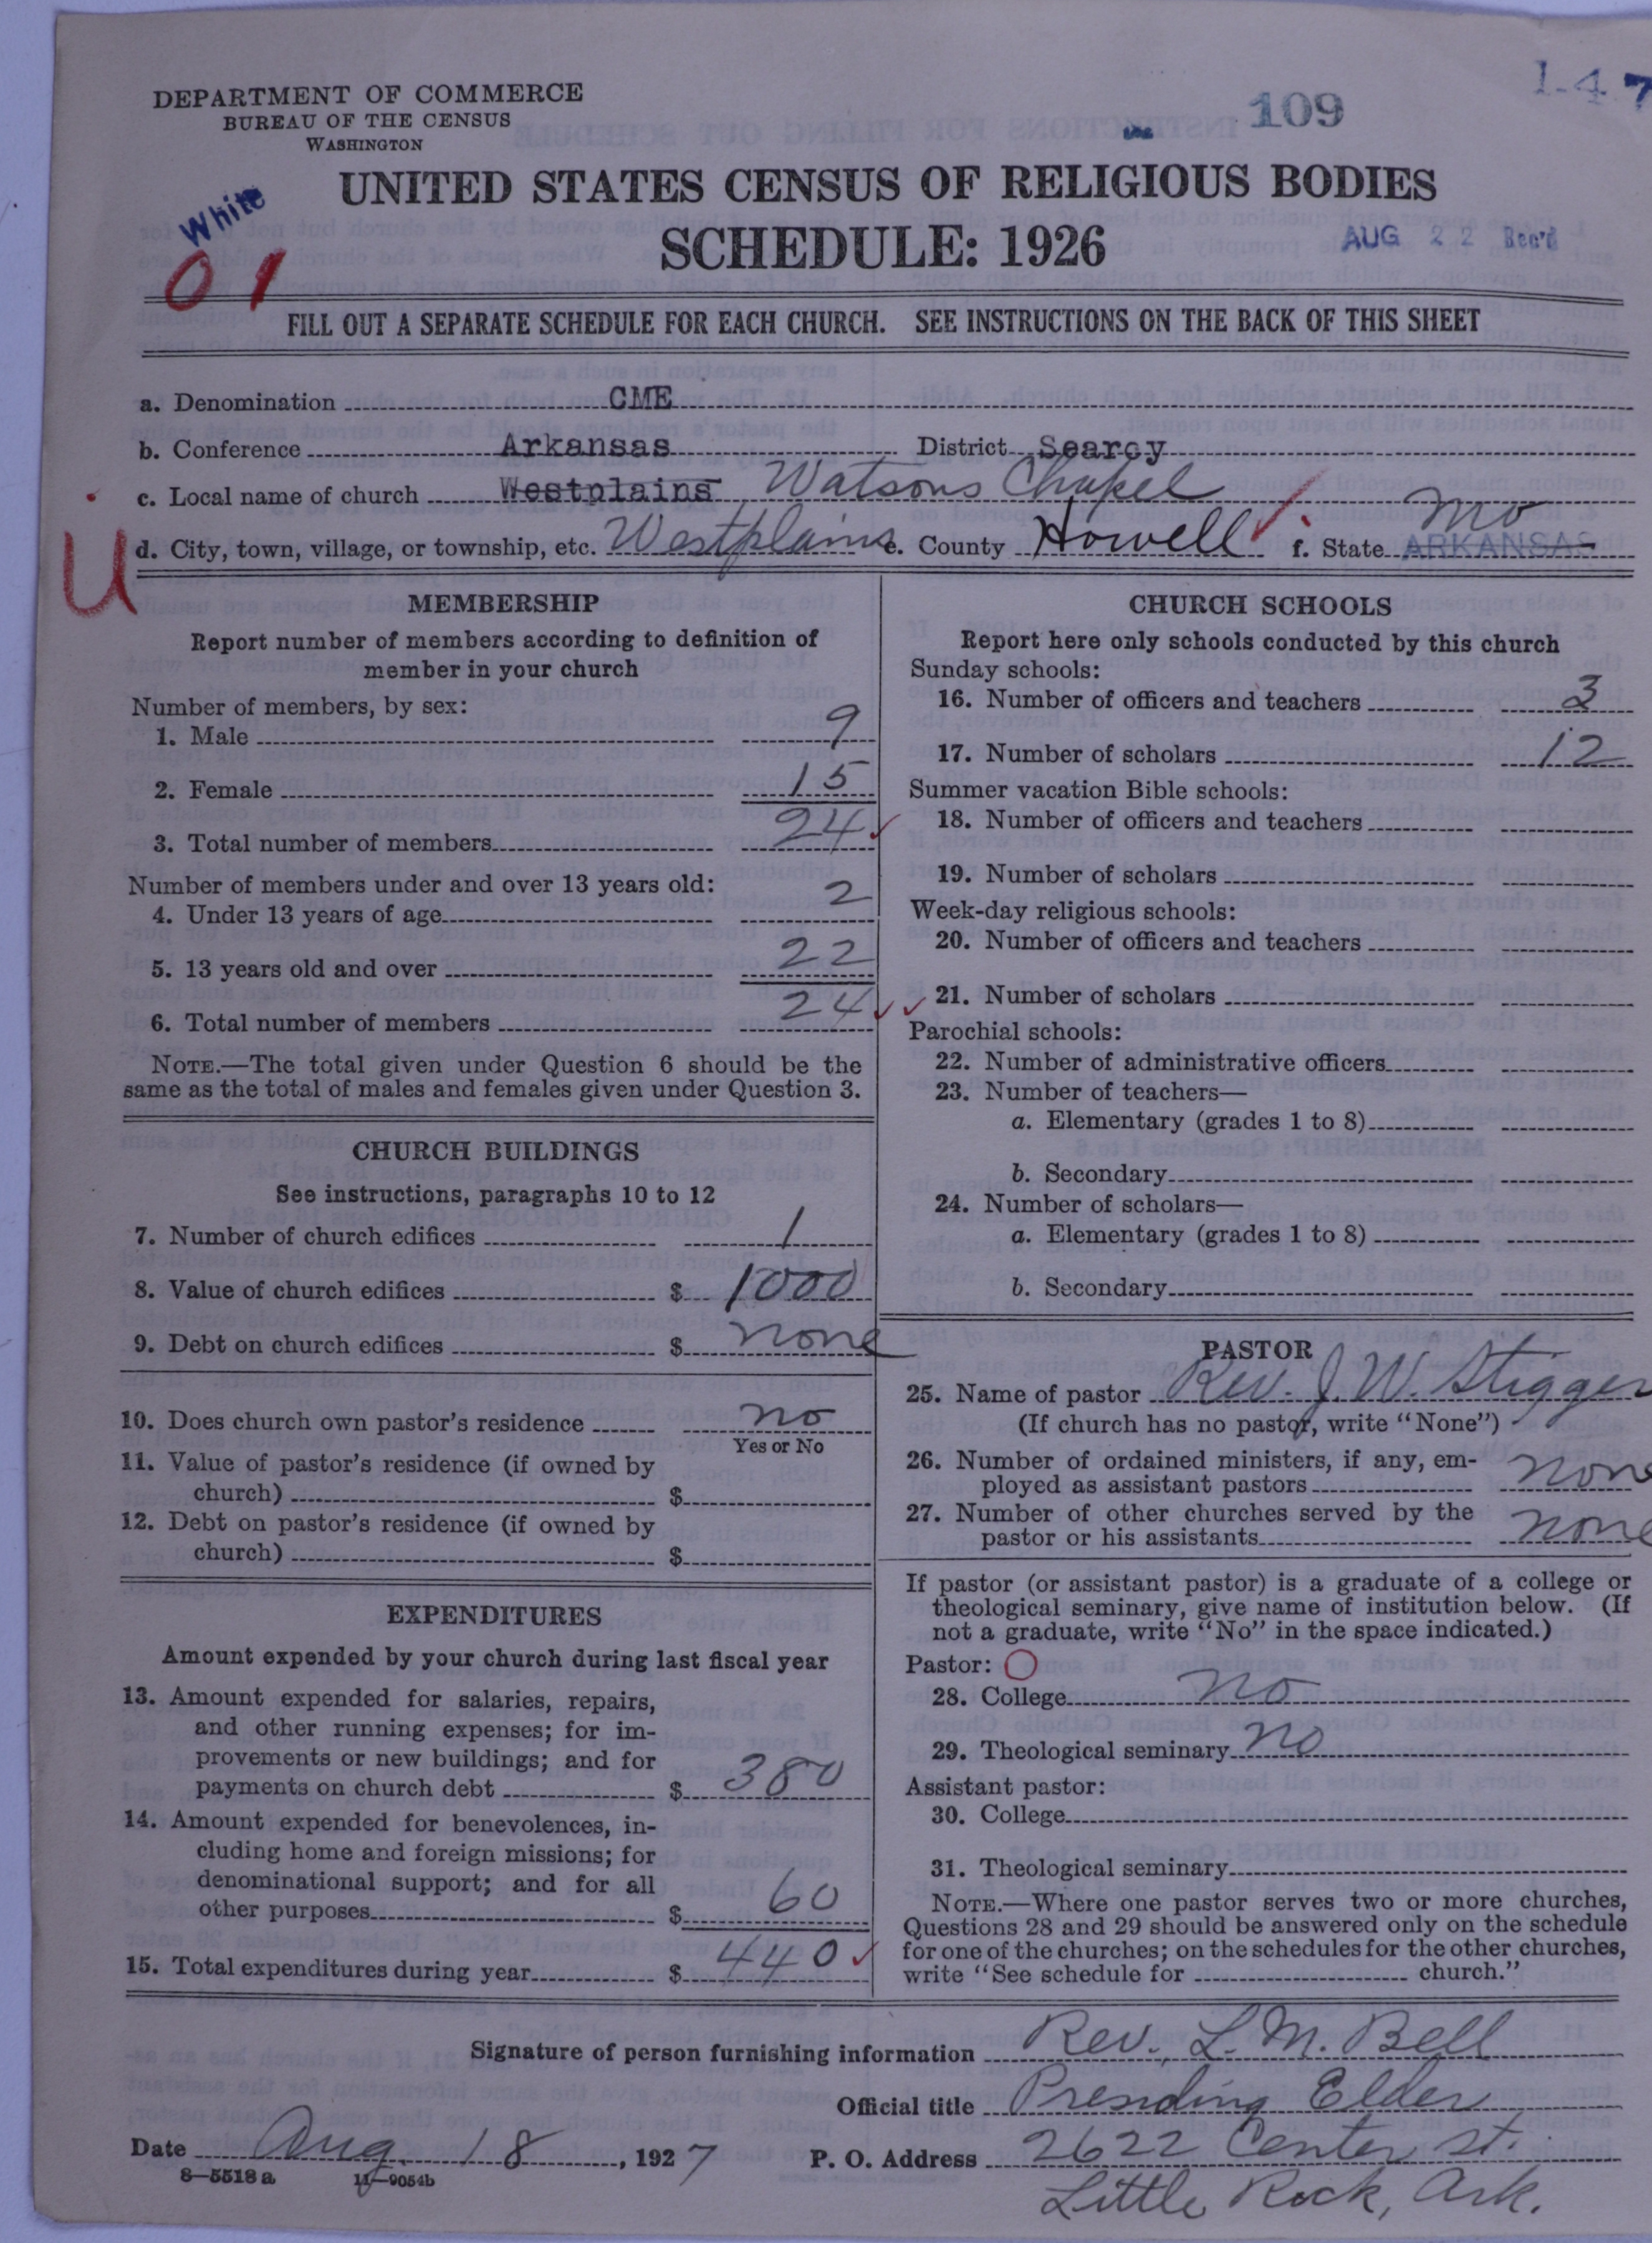 DEPARTMENT OF COMMERCE
BUREAU OF THE CENSUS
WASHINGTON
109
1-47
White
01
UNITED STATES CENSUS OF RELIGIOUS BODIES
SCHEDULE: 1926
AUG 22 Rec'd
FILL OUT A SEPARATE SCHEDULE FOR EACH CHURCH. SEE INSTRUCTIONS ON THE BACK OF THIS SHEET
a. Denomination CME
b. Conference Arkansas District Searcy
c. Local name of church Westplains Watsons Chapel
U
d. City, town, village, or township, etc. Westplains e. County Howell f. State ARKANSAS Mo
MEMBERSHIP
Report number of members according to definition of
member in your church
Number of members, by sex:
1. Male 9
2. Female 15
3. Total number of members 24
Number of members under and over 13 years old:
4. Under 13 years of age 2
5. 13 years old and over 22
6. Total number of members 24
NOTE.—The total given under Question 6 should be the
same as the total of males and females given under Question 3.
CHURCH BUILDINGS
See instructions, paragraphs 10 to 12
7. Number of church edifices 1
8. Value of church edifices $ 1000
9. Debt on church edifices $ none
10. Does church own pastor's residence no
Yes or No
11. Value of pastor's residence (if owned by
church) $
12. Debt on pastor's residence (if owned by
church) $
EXPENDITURES
Amount expended by your church during last fiscal year
13. Amount expended for salaries, repairs,
and other running expenses; for im-
provements or new buildings; and for
payments on church debt $ 380
14. Amount expended for benevolences, in-
cluding home and foreign missions; for
denominational support; and for all
other purposes $ 60
15. Total expenditures during year $ 440
CHURCH SCHOOLS
Report here only schools conducted by this church
Sunday schools:
16. Number of officers and teachers 3
17. Number of scholars 12
Summer vacation Bible schools:
18. Number of officers and teachers
19. Number of scholars
Week-day religious schools:
20. Number of officers and teachers
21. Number of scholars
Parochial schools:
22. Number of administrative officers
23. Number of teachers—
a. Elementary (grades 1 to 8)
b. Secondary
24. Number of scholars—
a. Elementary (grades 1 to 8)
b. Secondary
PASTOR
25. Name of pastor Rev. J. W. Stigger
(If church has no pastor, write "None")
26. Number of ordained ministers, if any, em-
ployed as assistant pastors none
27. Number of other churches served by the
pastor or his assistants none
If pastor (or assistant pastor) is a graduate of a college or
theological seminary, give name of institution below. (If
not a graduate, write "No" in the space indicated.)
Pastor:
28. College no
29. Theological seminary no
Assistant pastor:
30. College
31. Theological seminary
NOTE.—Where one pastor serves two or more churches,
Questions 28 and 29 should be answered only on the schedule
for one of the churches; on the schedules for the other churches,
write "See schedule for church."
Signature of person furnishing information Rev. L. M. Bell
Official title Presiding Elder
Date Aug 18, 1927 P. O. Address 2622 Center St.
Little Rock, Ark.
8—5518a 11—9054b